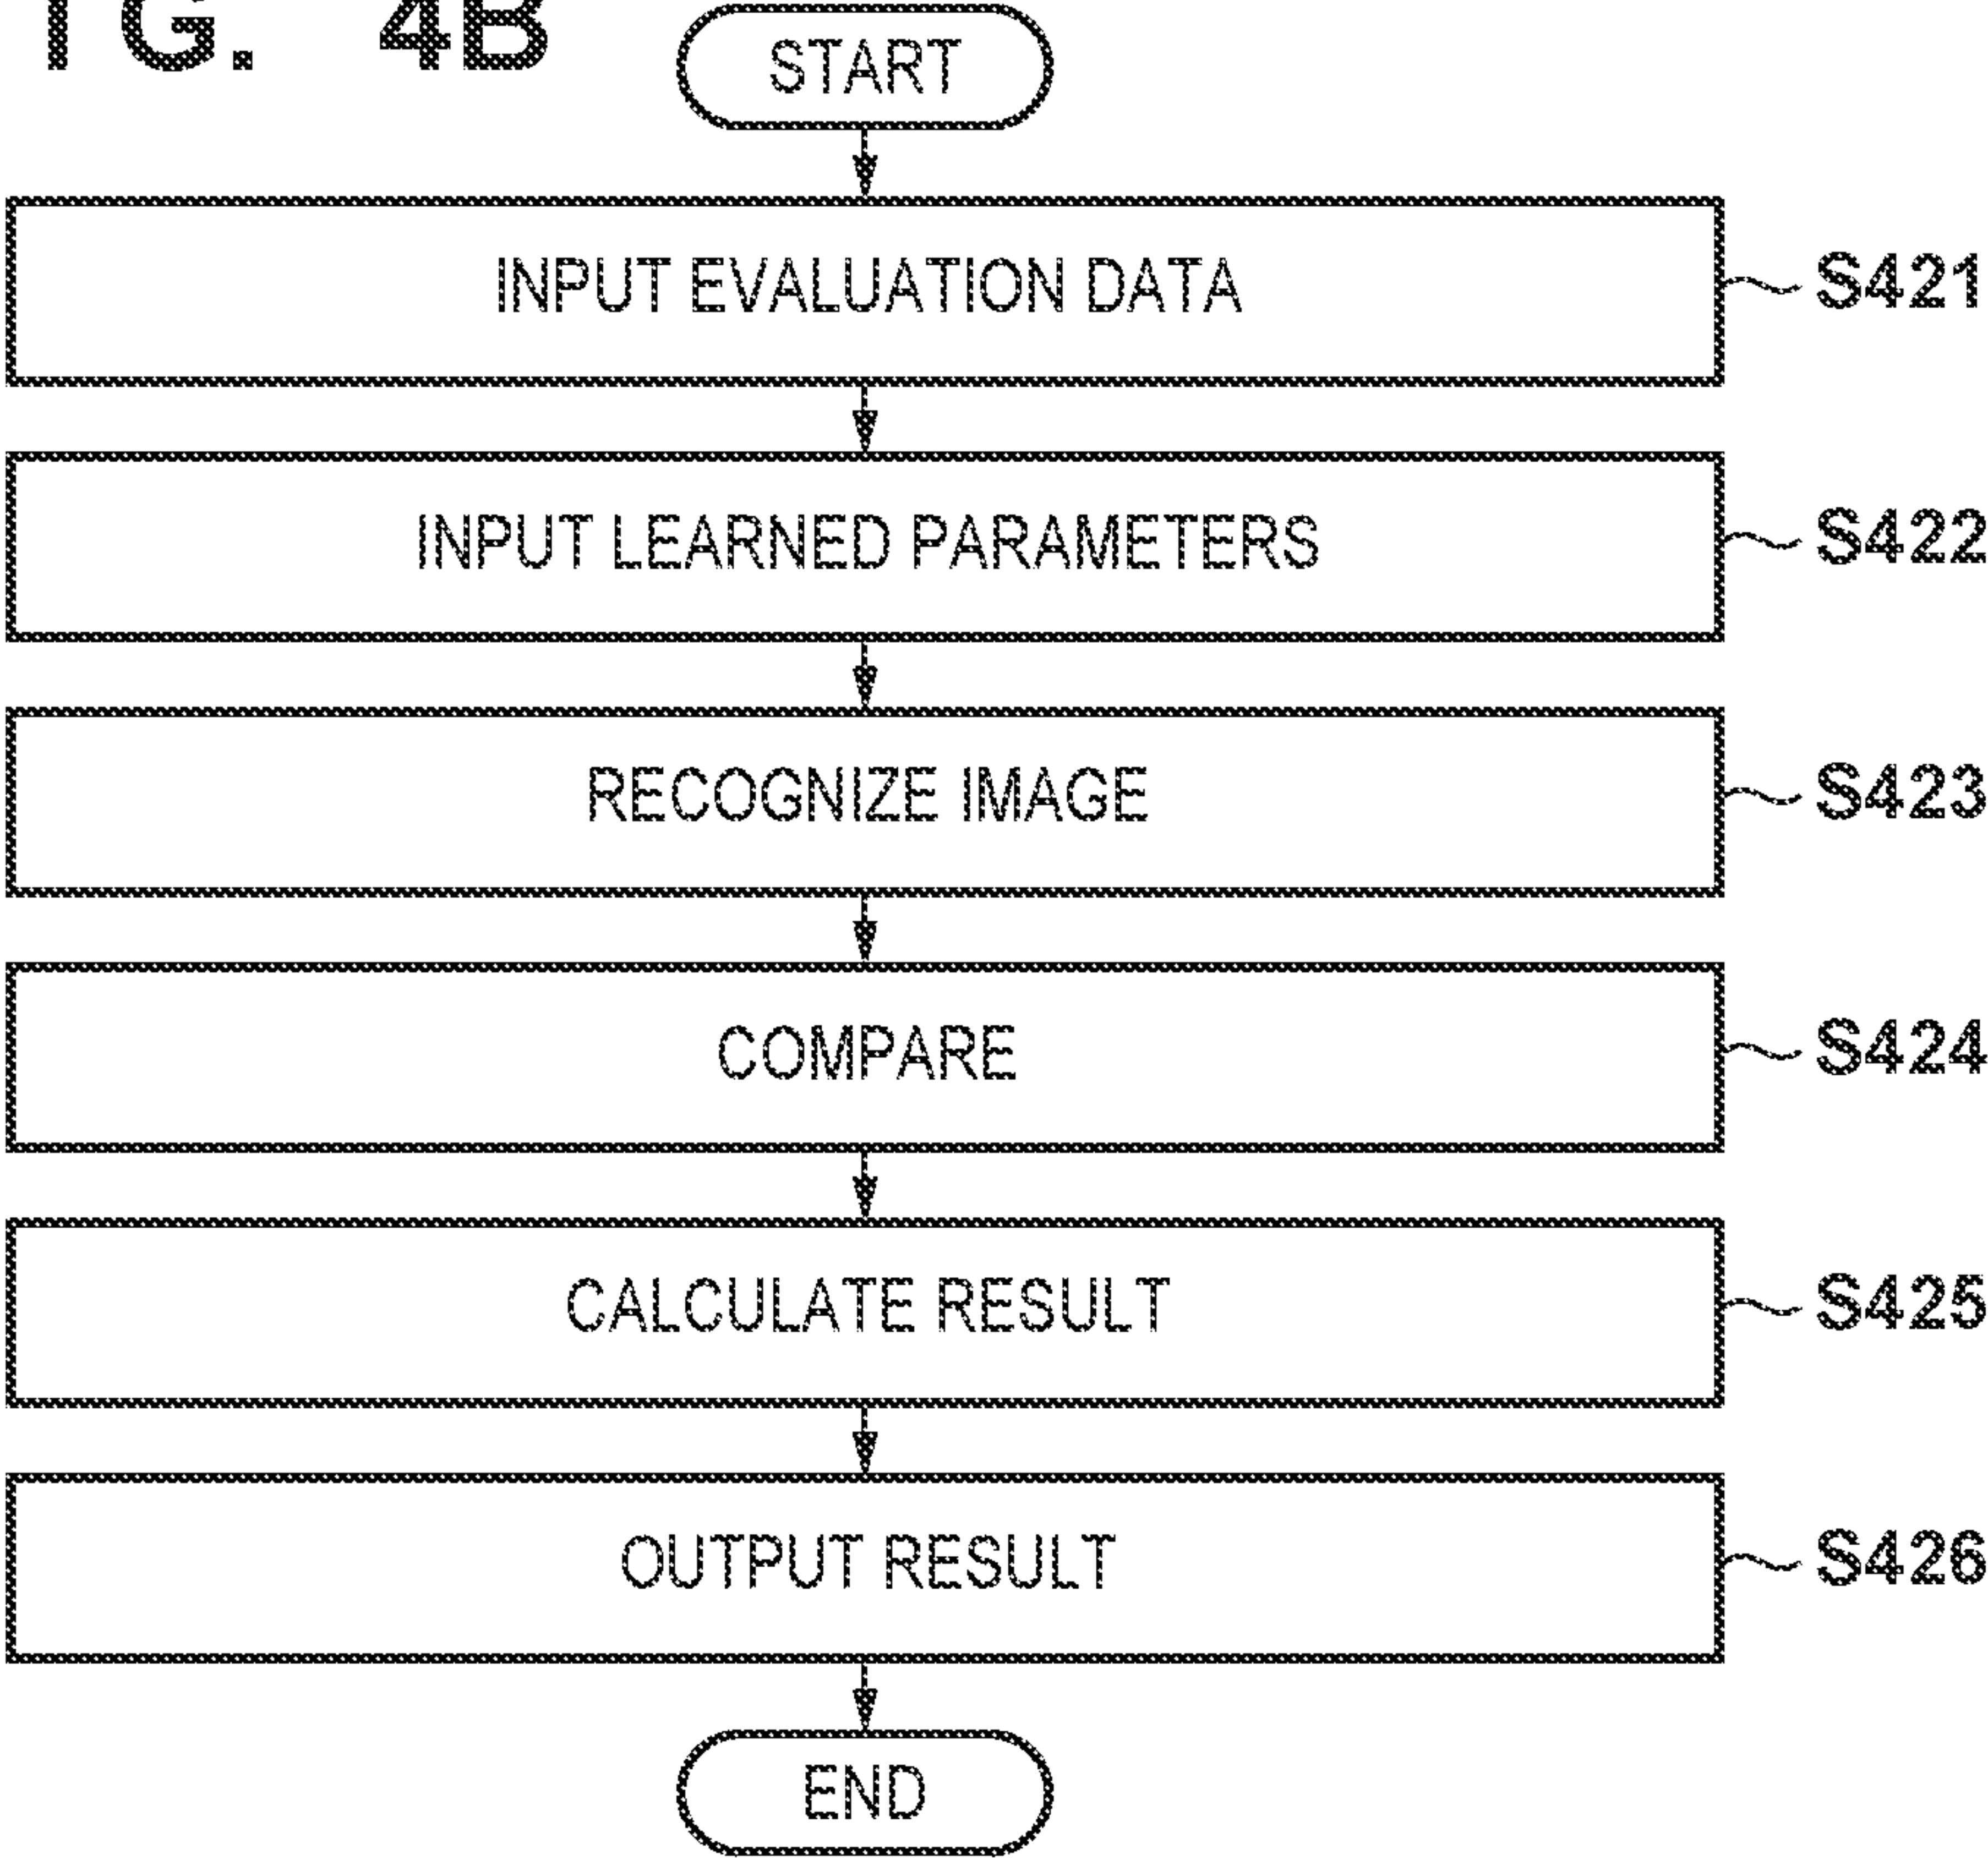 FIG. 4B
START
INPUT EVALUATION DATA
S421
INPUT LEARNED PARAMETERS
S422
RECOGNIZE IMAGE
S423
COMPARE
S424
CALCULATE RESULT
S425
OUTPUT RESULT
S426
END